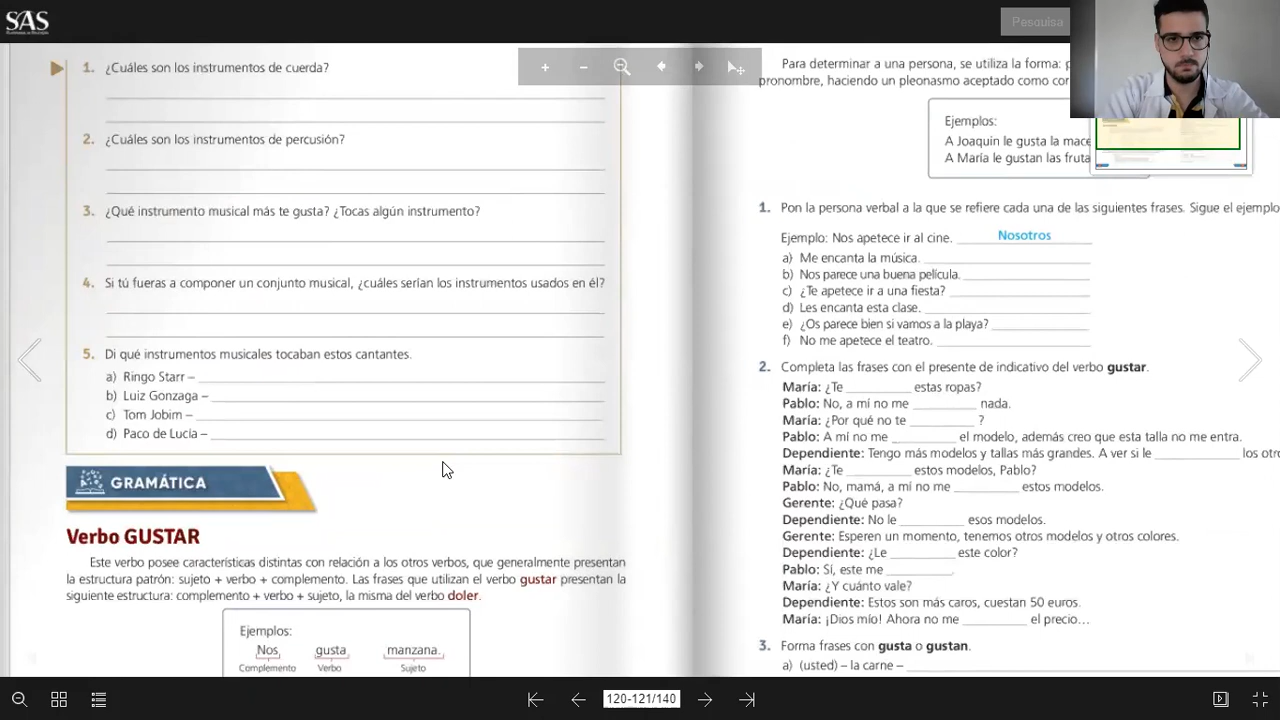 SAS
Pesquisa
1. ¿Cuáles son los instrumentos de cuerda?
2. ¿Cuáles son los instrumentos de percusión?
3. ¿Qué instrumento musical más te gusta? ¿Tocas algún instrumento?
4. Si tú fueras a componer un conjunto musical, ¿cuáles serían los instrumentos usados en él?
5. Di qué instrumentos musicales tocaban estos cantantes.
a) Ringo Starr –
b) Luiz Gonzaga –
c) Tom Jobim –
d) Paco de Lucía –
GRAMÁTICA
Verbo GUSTAR
Este verbo posee características distintas con relación a los otros verbos, que generalmente presentan
la estructura patrón: sujeto + verbo + complemento. Las frases que utilizan el verbo gustar presentan la
siguiente estructura: complemento + verbo + sujeto, la misma del verbo doler.
Ejemplos:
Nos gusta manzana.
Complemento Verbo Sujeto
Para determinar a una persona, se utiliza la forma:
pronombre, haciendo un pleonasmo aceptado como
Ejemplos:
A Joaquín le gusta la
A María le gustan las
1. Pon la persona verbal a la que se refiere cada una de las siguientes frases. Sigue el ejemplo
Ejemplo: Nos apetece ir al cine. Nosotros
a) Me encanta la música.
b) Nos parece una buena película.
c) ¿Te apetece ir a una fiesta?
d) Les encanta esta clase.
e) ¿Os parece bien si vamos a la playa?
f) No me apetece el teatro.
2. Completa las frases con el presente de indicativo del verbo gustar.
María: ¿Te ________ estas ropas?
Pablo: No, a mí no me ________ nada.
María: ¿Por qué no te ________ ?
Pablo: A mí no me ________ el modelo, además creo que esta talla no me entra.
Dependiente: Tengo más modelos y tallas más grandes. A ver si le ________ los
María: ¿Te ________ estos modelos, Pablo?
Pablo: No, mamá, a mí no me ________ estos modelos.
Gerente: ¿Qué pasa?
Dependiente: No le ________ esos modelos.
Gerente: Esperen un momento, tenemos otros modelos y otros colores.
Dependiente: ¿Le ________ este color?
Pablo: Sí, este me ________.
María: ¿Y cuánto vale?
Dependiente: Estos son más caros, cuestan 50 euros.
María: ¡Dios mío! Ahora no me ________ el precio…
3. Forma frases con gusta o gustan.
a) (usted) – la carne –
120-121/140